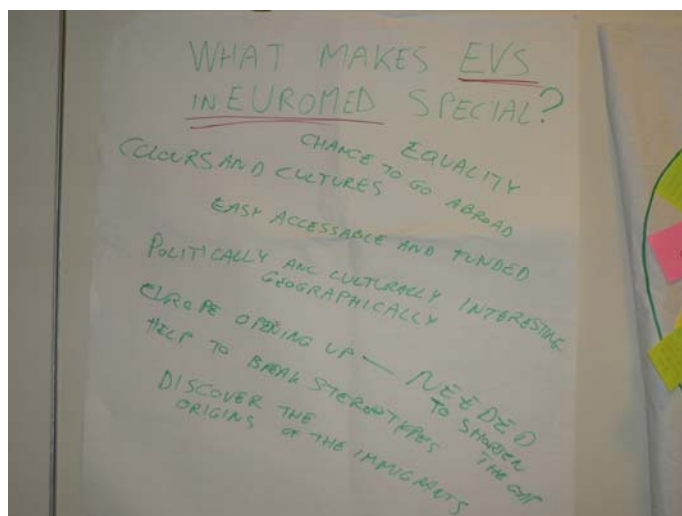 WHAT MAKES EVS
IN EUROMED SPECIAL?
EQUALITY
CHANCE TO GO ABROAD
COLOURS AND CULTURES
EASY ACCESSABLE AND FUNDED
POLITICALLY AND CULTURALLY INTERESTING
GEOGRAPHICALLY
EUROPE OPENING UP — NEEDED
TO SHORTEN
THE GAP
HELP TO BREAK STEREOTYPES
DISCOVER THE
ORIGINS OF THE IMMIGRANTS